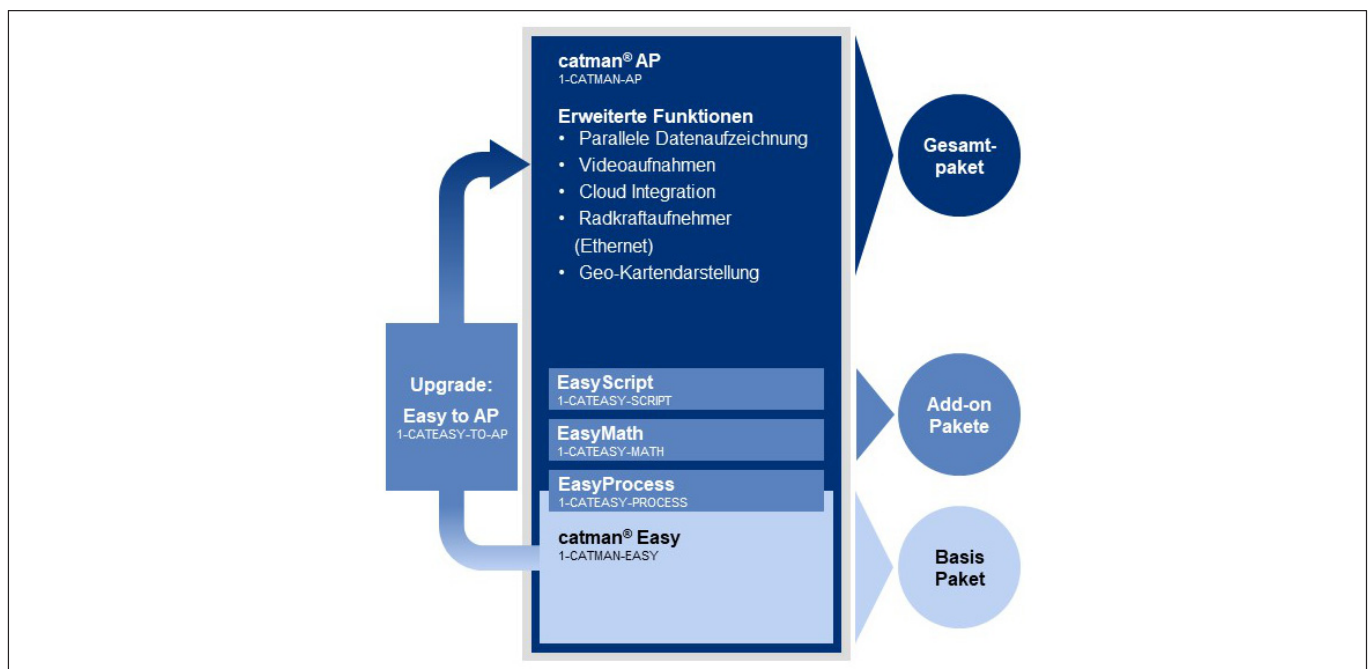 catman® AP
1-CATMAN-AP
Erweiterte Funktionen
• Parallele Datenaufzeichnung
• Videoaufnahmen
• Cloud Integration
• Radkraftaufnehmer
(Ethernet)
• Geo-Kartendarstellung
Gesamt-
paket
Upgrade:
Easy to AP
1-CATEASY-TO-AP
EasyScript
1-CATEASY-SCRIPT
EasyMath
1-CATEASY-MATH
EasyProcess
1-CATEASY-PROCESS
Add-on
Pakete
catman® Easy
1-CATMAN-EASY
Basis
Paket